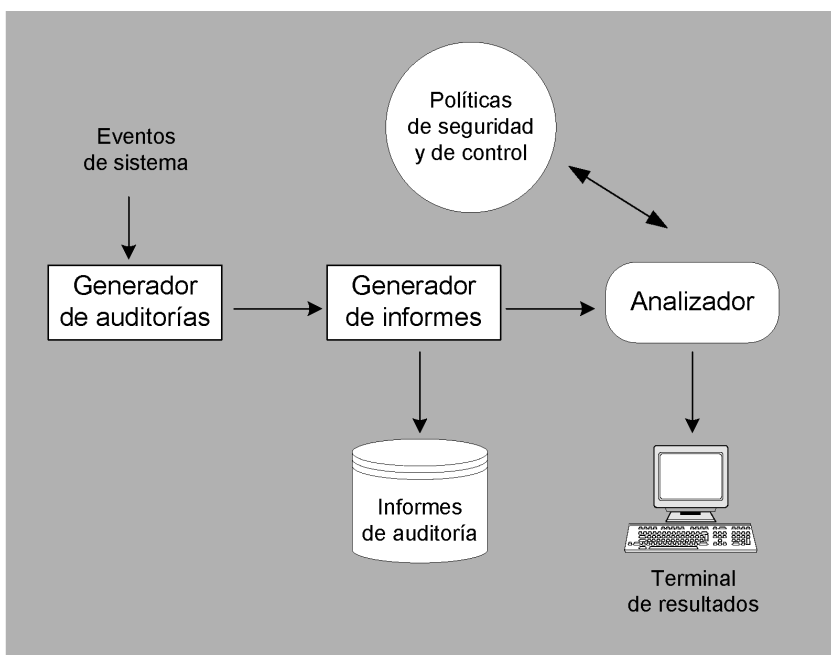 Políticas
de seguridad
y de control
Eventos
de sistema
Generador
de auditorías
Generador
de informes
Analizador
Informes
de auditoría
Terminal
de resultados